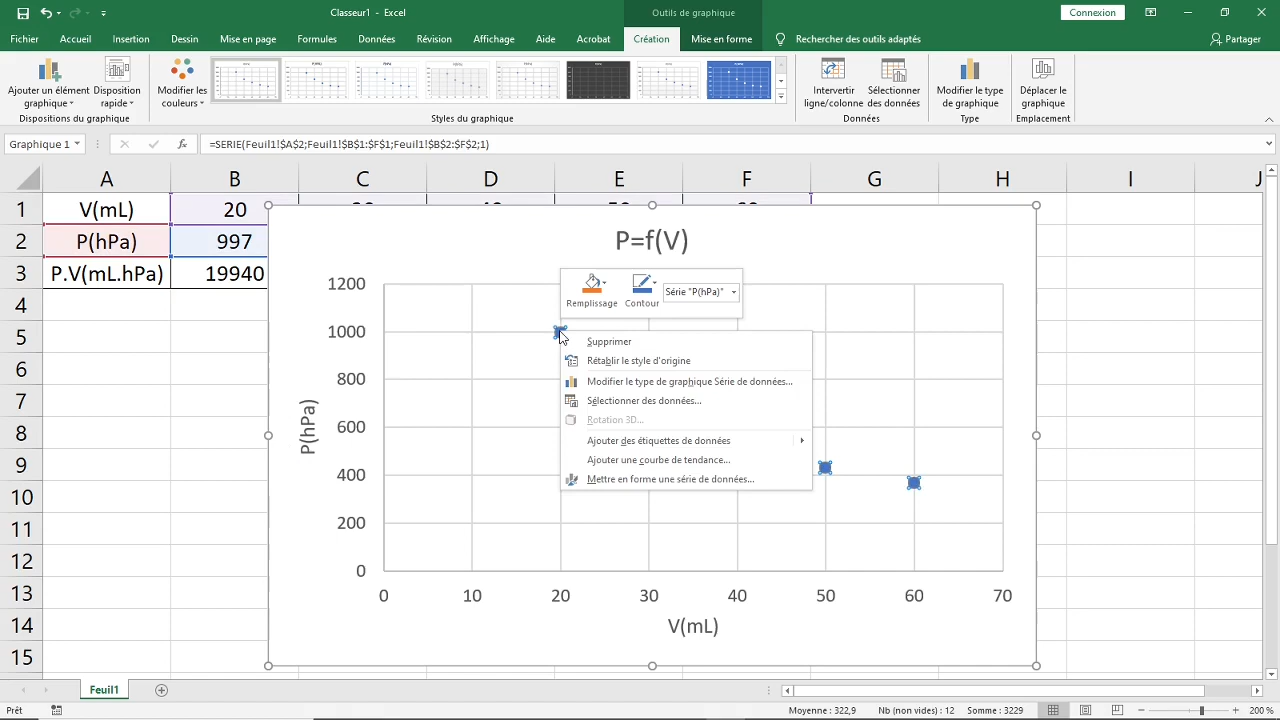 Classeur1 - Excel
Outils de graphique
Connexion
Fichier Accueil Insertion Dessin Mise en page Formules Données Révision Affichage Aide Acrobat Création Mise en forme Rechercher des outils adaptés Partager
Ajouter un élément graphique
Disposition rapide
Dispositions du graphique
Modifier les couleurs
Styles du graphique
Intervertir ligne/colonne
Sélectionner des données
Données
Modifier le type de graphique
Type
Déplacer le graphique
Emplacement
Graphique 1
fx
=SERIE(Feuil1!$A$2;Feuil1!$B$1:$F$1;Feuil1!$B$2:$F$2;1)
A B C D E F G H I J
1 V(mL) 20
2 P(hPa) 997
3 P.V(mL.hPa) 19940
4
5
6
7
8
9
10
11
12
13
14
15
P=f(V)
Remplissage
Contour
Série "P(hPa)"
Supprimer
Rétablir le style d'origine
Modifier le type de graphique Série de données...
Sélectionner des données...
Rotation 3D...
Ajouter des étiquettes de données
Ajouter une courbe de tendance...
Mettre en forme une série de données...
1200
1000
800
600
400
200
0
P(hPa)
0 10 20 30 40 50 60 70
V(mL)
Feuil1
Prêt
Moyenne : 322,9 Nb (non vides) : 12 Somme : 3229
200 %